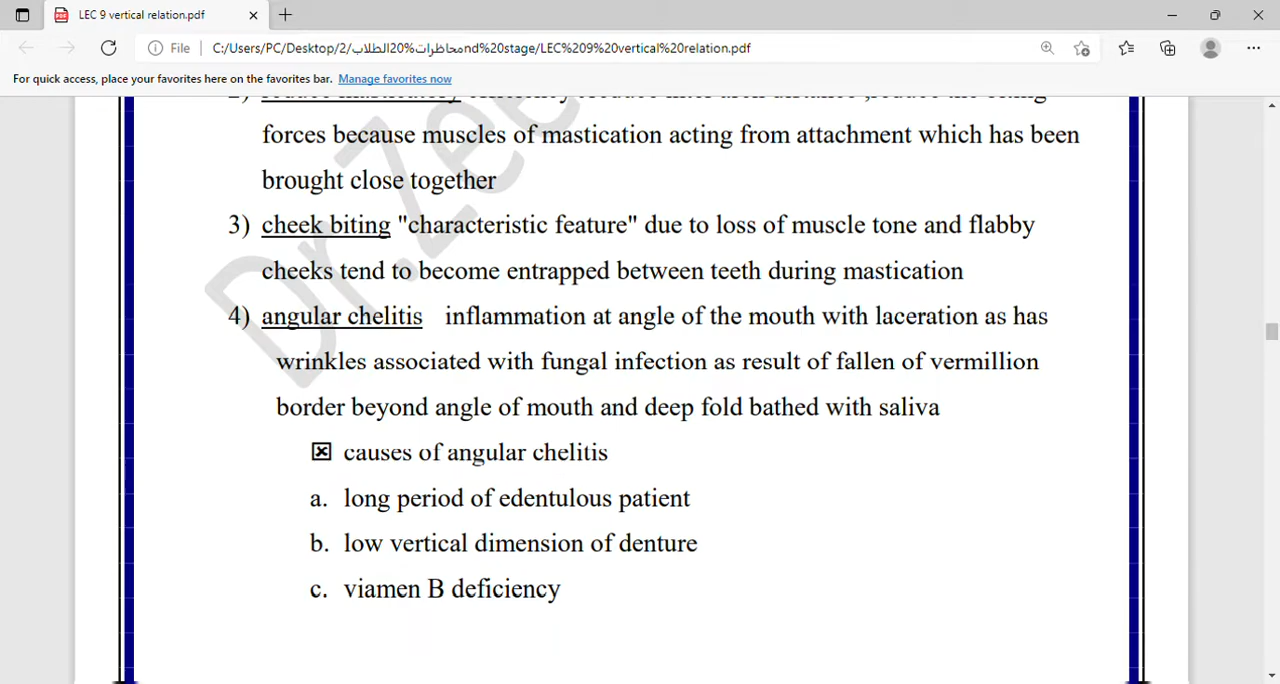 LEC 9 vertical relation.pdf
File C:/Users/PC/Desktop/2/محاظرات%20الطلابnd%20stage/LEC%209%20vertical%20relation.pdf
For quick access, place your favorites here on the favorites bar. Manage favorites now
forces because muscles of mastication acting from attachment which has been
brought close together
3) cheek biting "characteristic feature" due to loss of muscle tone and flabby
cheeks tend to become entrapped between teeth during mastication
4) angular chelitis inflammation at angle of the mouth with laceration as has
wrinkles associated with fungal infection as result of fallen of vermillion
border beyond angle of mouth and deep fold bathed with saliva
causes of angular chelitis
a. long period of edentulous patient
b. low vertical dimension of denture
c. viamen B deficiency
Dr.Zee